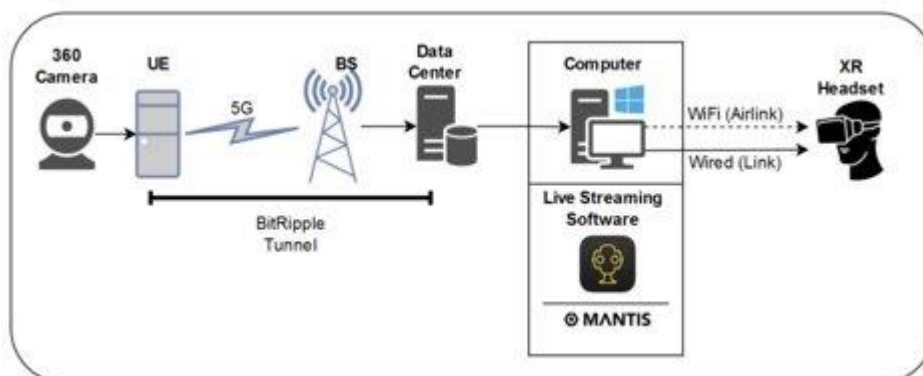 360
Camera
UE
5G
BS
Data
Center
BitRipple
Tunnel
Computer
Live Streaming
Software
MANTIS
WiFi (Airlink)
Wired (Link)
XR
Headset